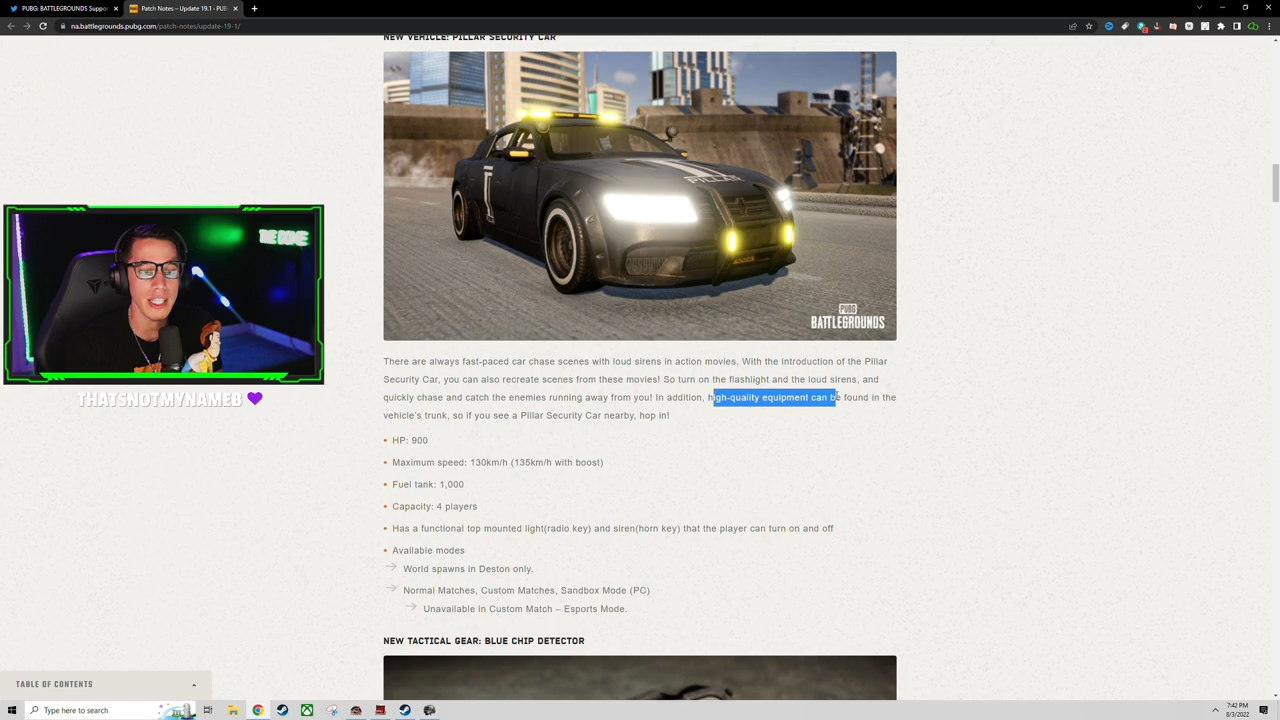 PUBG: BATTLEGROUNDS Suppor
Patch Notes – Update 19.1 - PUB
na.battlegrounds.pubg.com/patch-notes/update-19-1/
NEW VEHICLE: PILLAR SECURITY CAR
PILLAR
PUBG
BATTLEGROUNDS
THATSNOTMYNAMEB
There are always fast-paced car chase scenes with loud sirens in action movies. With the introduction of the Pillar
Security Car, you can also recreate scenes from these movies! So turn on the flashlight and the loud sirens, and
quickly chase and catch the enemies running away from you! In addition, high-quality equipment can be found in the
vehicle's trunk, so if you see a Pillar Security Car nearby, hop in!
• HP: 900
• Maximum speed: 130km/h (135km/h with boost)
• Fuel tank: 1,000
• Capacity: 4 players
• Has a functional top mounted light(radio key) and siren(horn key) that the player can turn on and off
• Available modes
World spawns in Deston only.
Normal Matches, Custom Matches, Sandbox Mode (PC)
Unavailable in Custom Match – Esports Mode.
NEW TACTICAL GEAR: BLUE CHIP DETECTOR
TABLE OF CONTENTS
Type here to search
7:42 PM
8/3/2022